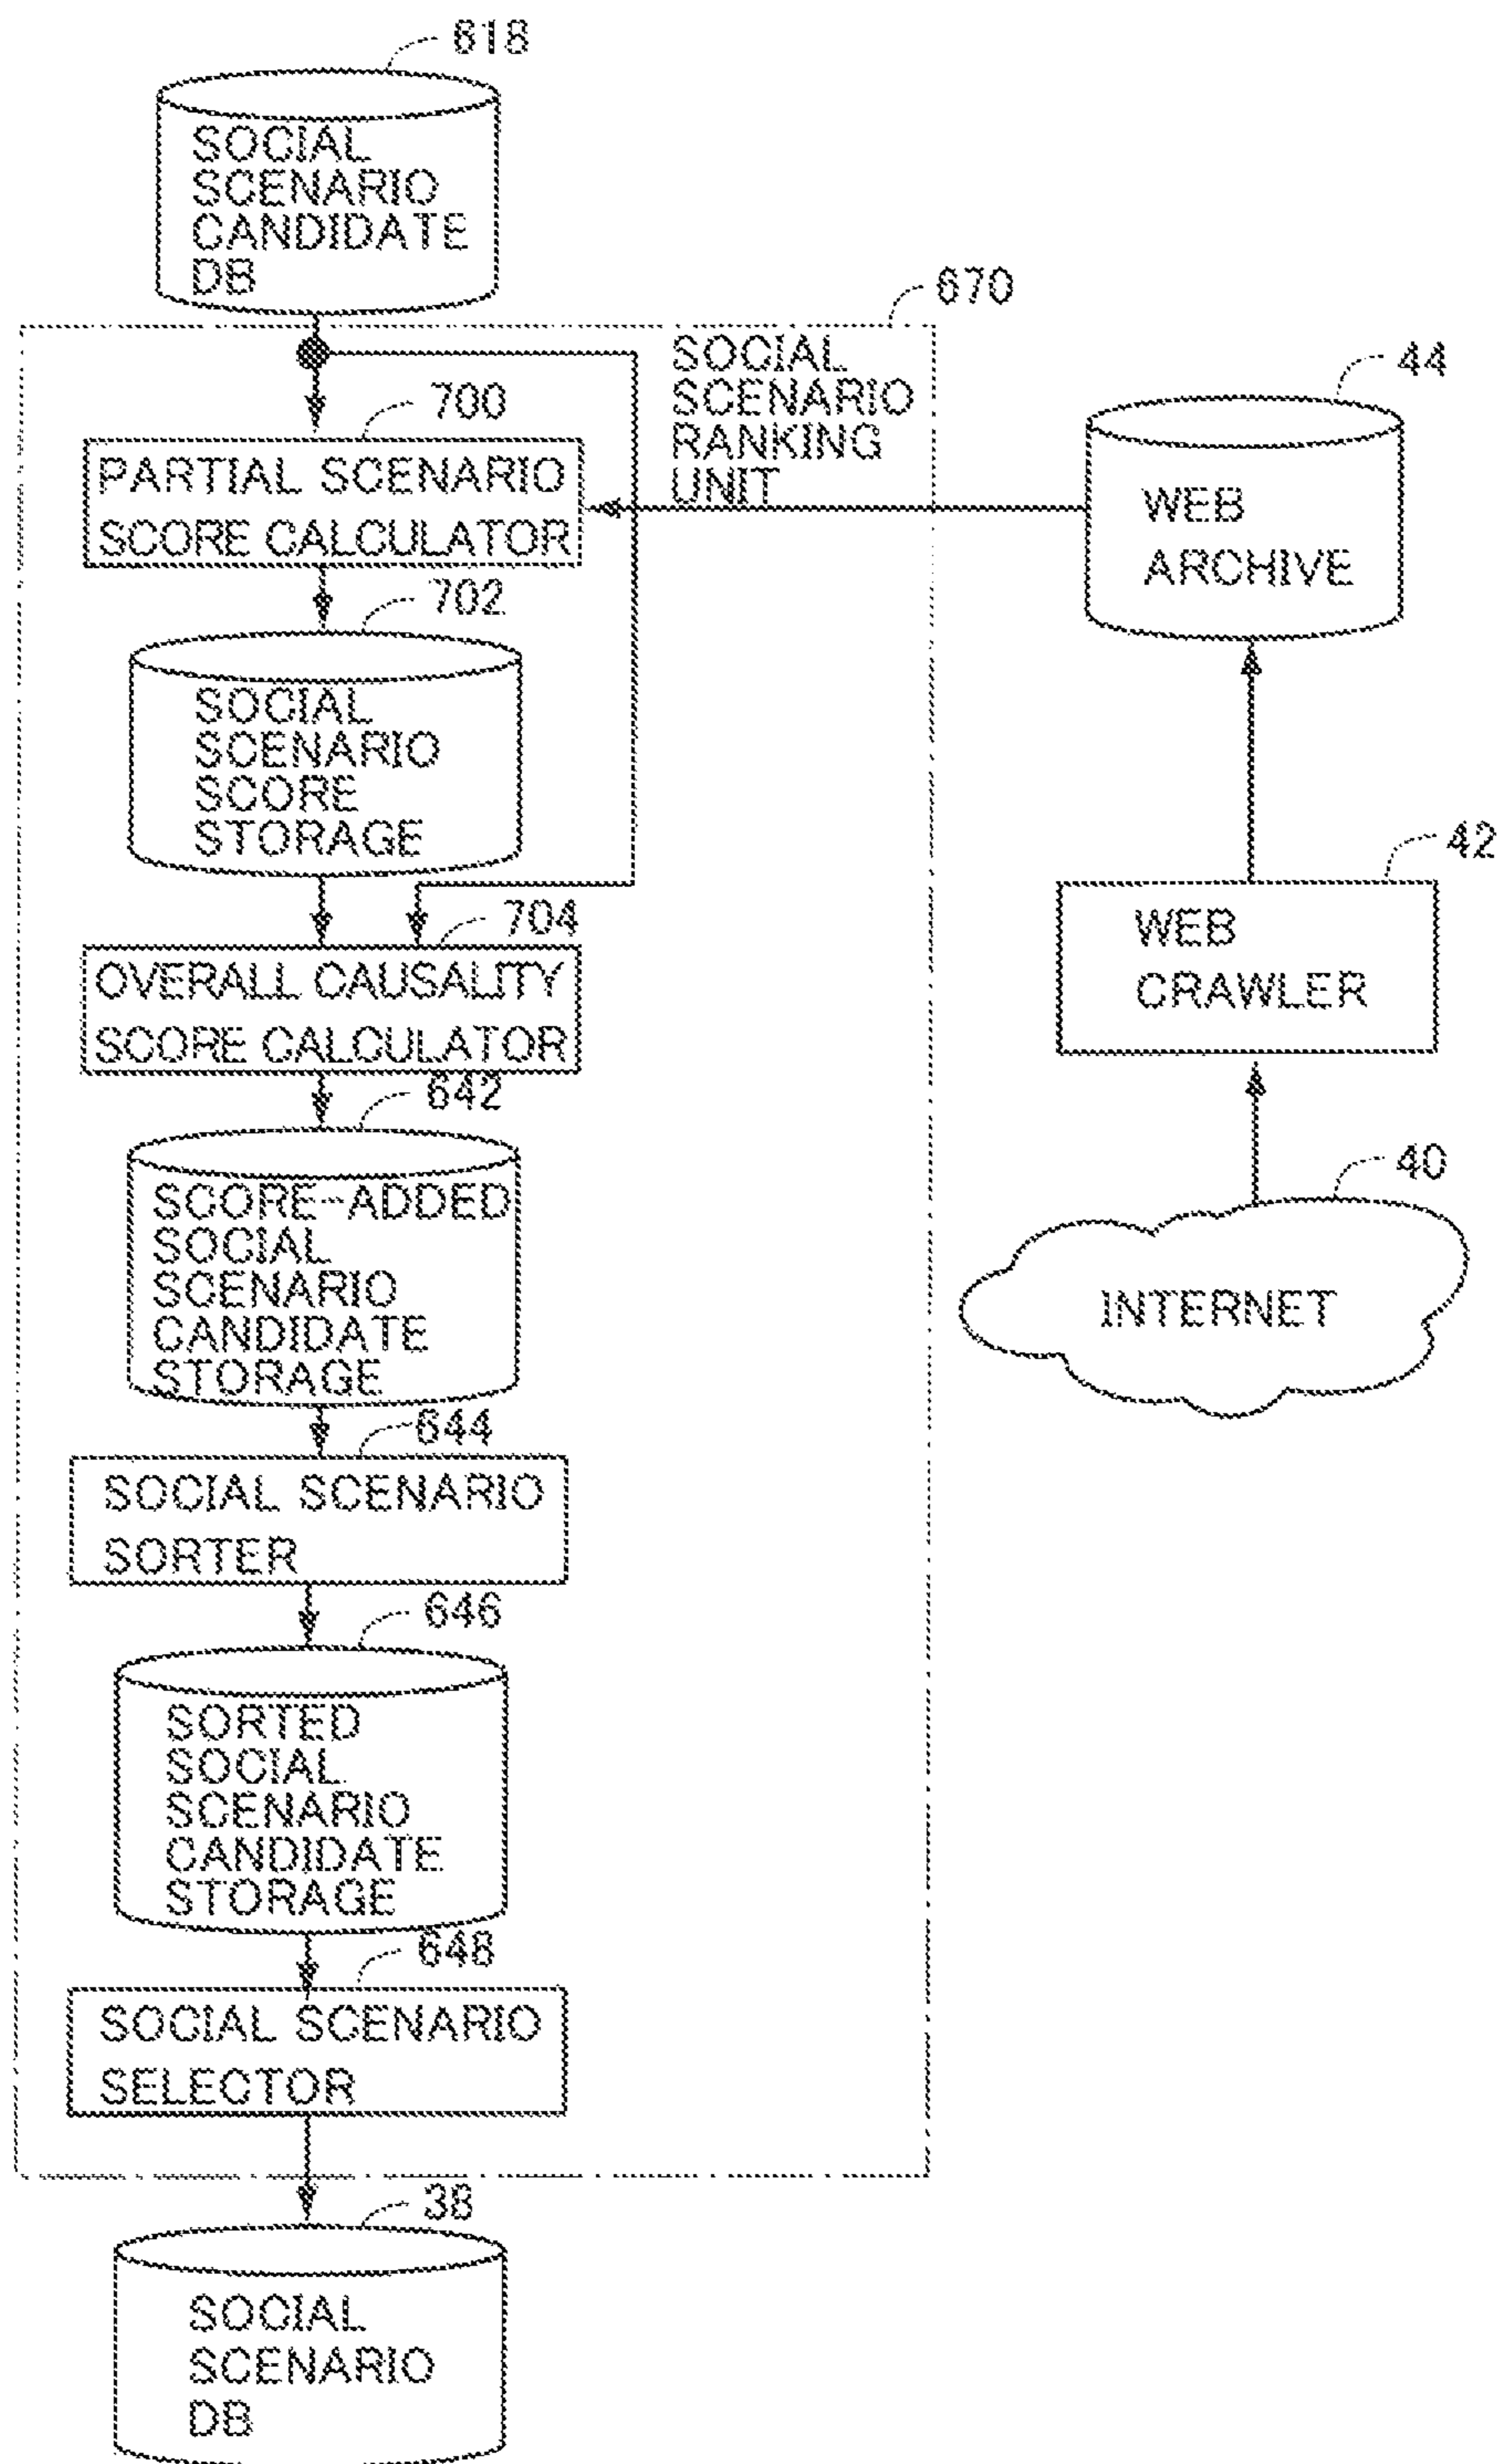 618
SOCIAL
SCENARIO
CANDIDATE
DB
670
SOCIAL
SCENARIO
RANKING
UNIT
700
PARTIAL SCENARIO
SCORE CALCULATOR
44
WEB
ARCHIVE
702
SOCIAL
SCENARIO
SCORE
STORAGE
42
WEB
CRAWLER
704
OVERALL CAUSALITY
SCORE CALCULATOR
40
INTERNET
642
SCORE-ADDED
SOCIAL
SCENARIO
CANDIDATE
STORAGE
644
SOCIAL SCENARIO
SORTER
646
SORTED
SOCIAL
SCENARIO
CANDIDATE
STORAGE
648
SOCIAL SCENARIO
SELECTOR
38
SOCIAL
SCENARIO
DB